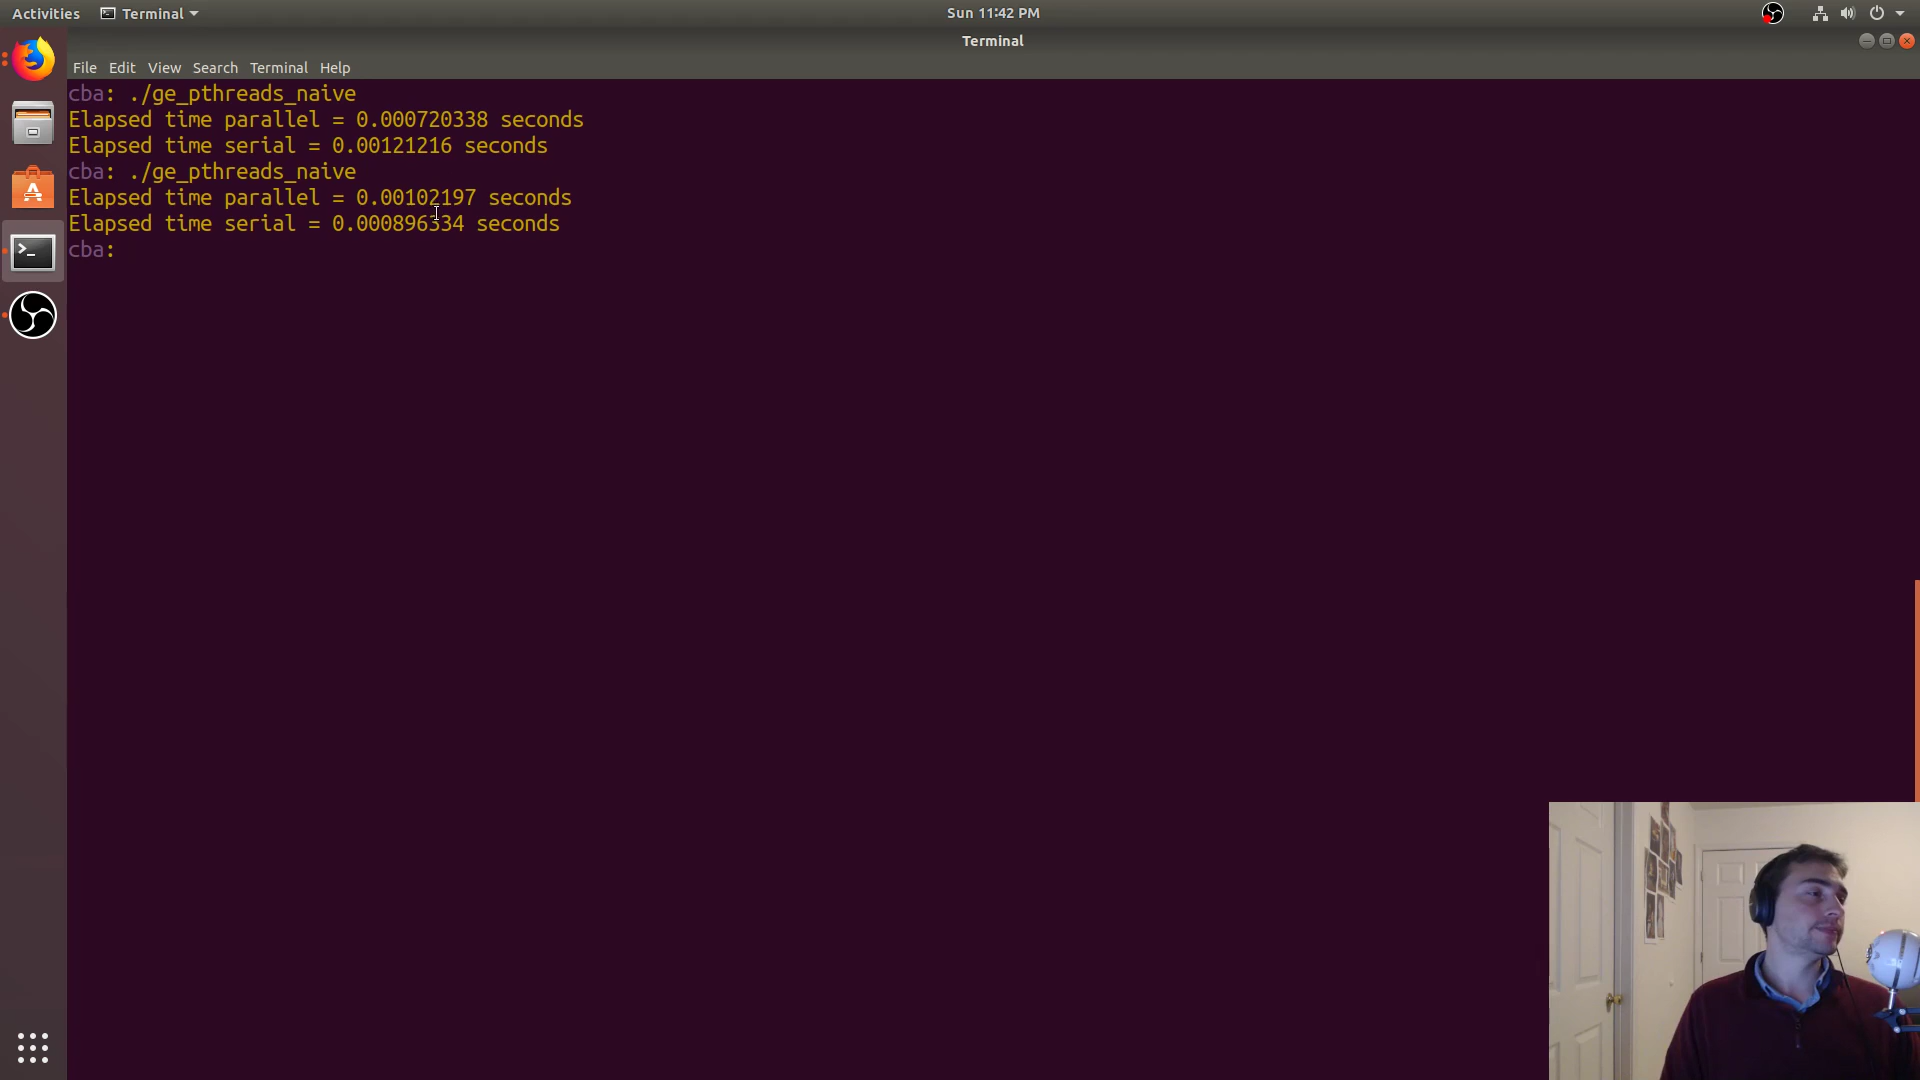 Activities
Terminal
Sun 11:42 PM
Terminal
File Edit View Search Terminal Help
cba: ./ge_pthreads_naive
Elapsed time parallel = 0.000720338 seconds
Elapsed time serial = 0.00121216 seconds
cba: ./ge_pthreads_naive
Elapsed time parallel = 0.00102197 seconds
Elapsed time serial = 0.000896334 seconds
cba: